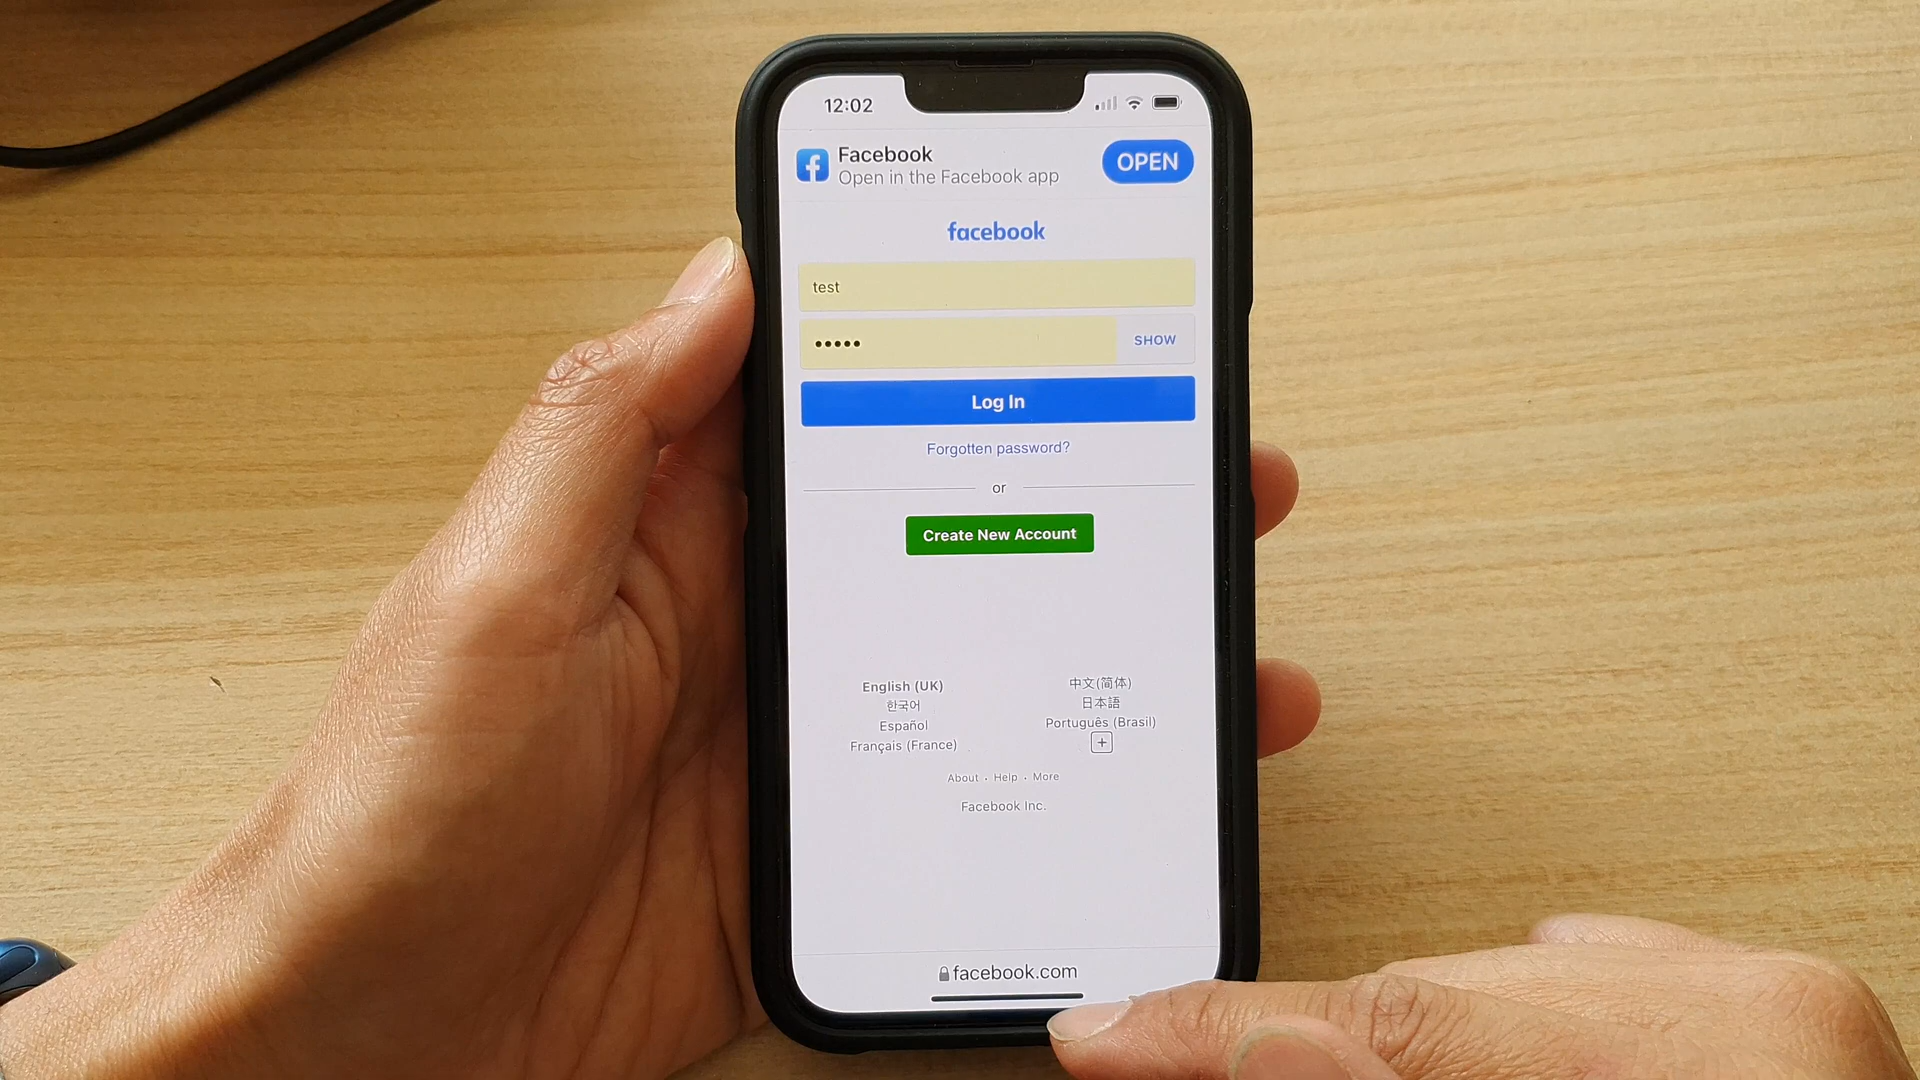 12:02
Facebook
Open in the Facebook app
OPEN
facebook
test
•••••
SHOW
Log In
Forgotten password?
or
Create New Account
English (UK)
한국어
Español
Français (France)
中文(简体)
日本語
Português (Brasil)
+
About · Help · More
Facebook Inc.
facebook.com